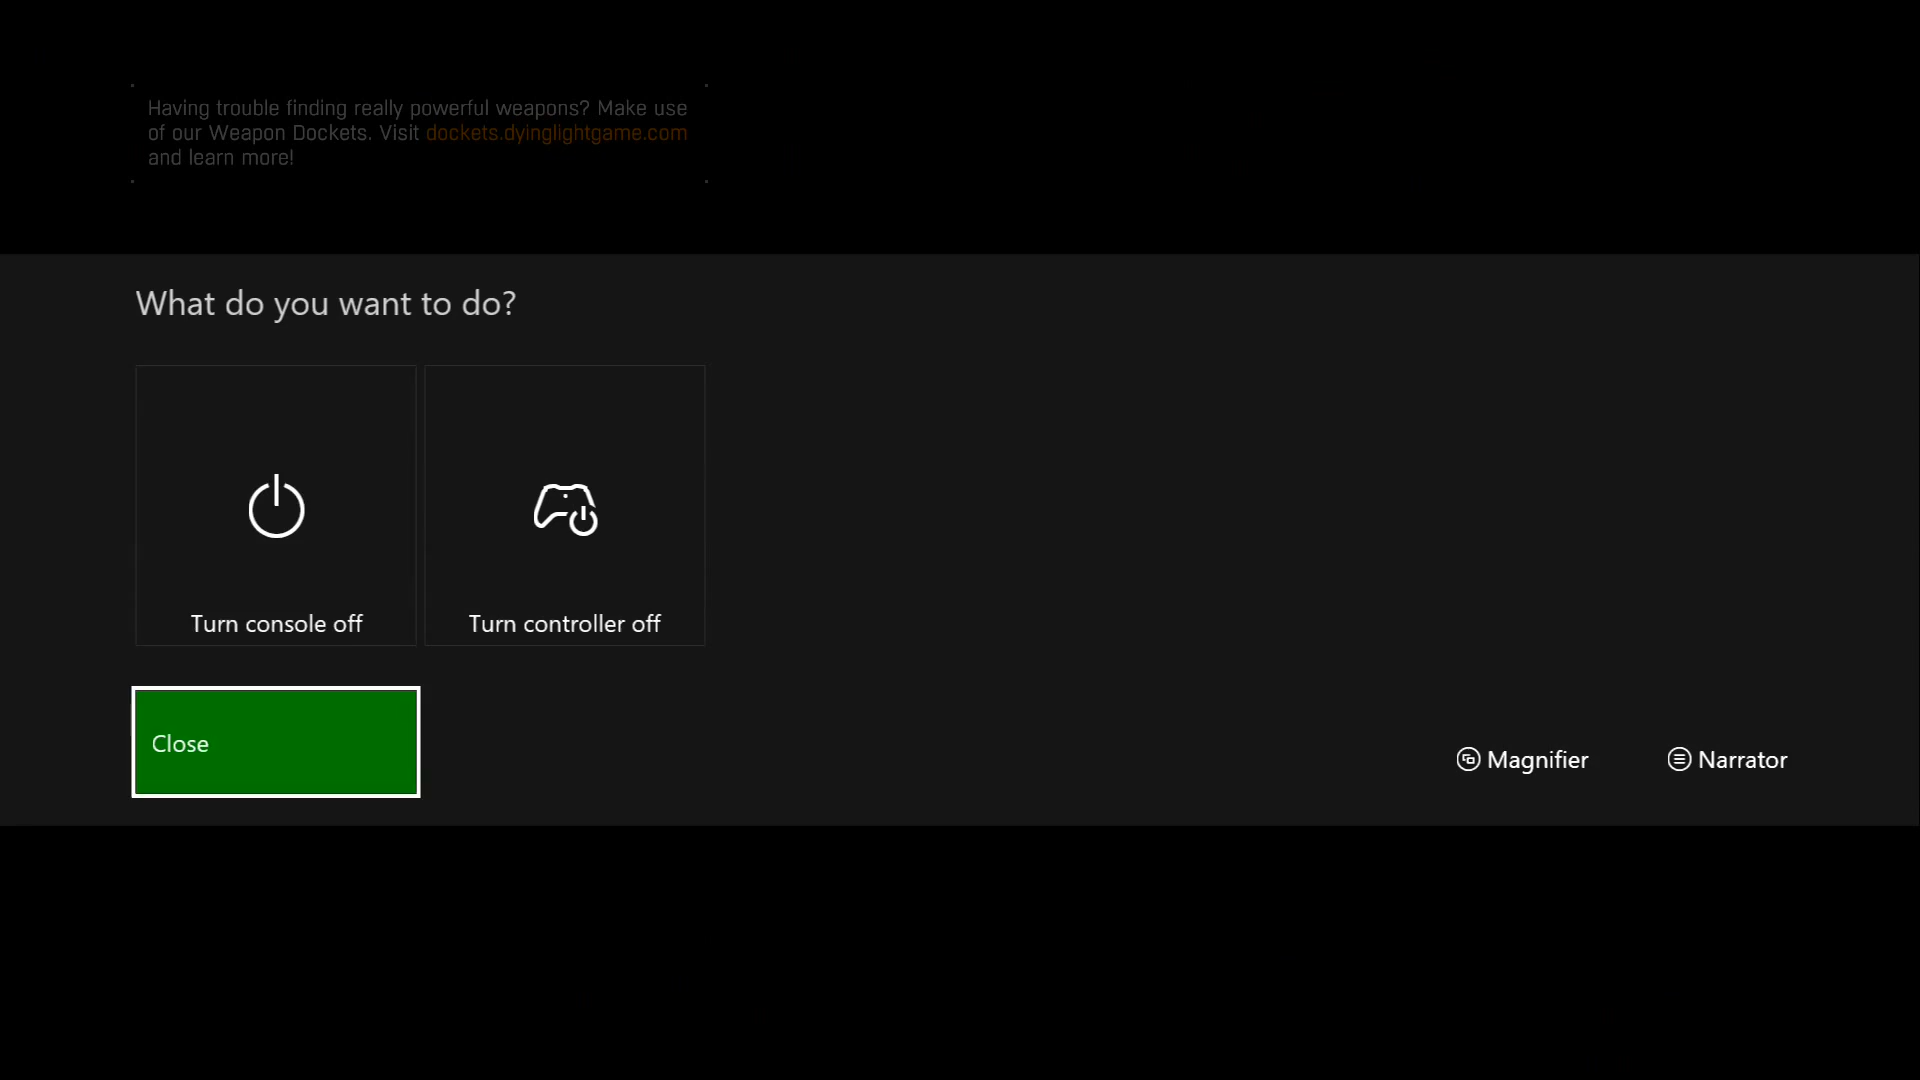 Having trouble finding really powerful weapons? Make use
of our Weapon Dockets. Visit dockets.dyinglightgame.com
and learn more!
What do you want to do?
Turn console off
Turn controller off
Close
Magnifier
Narrator